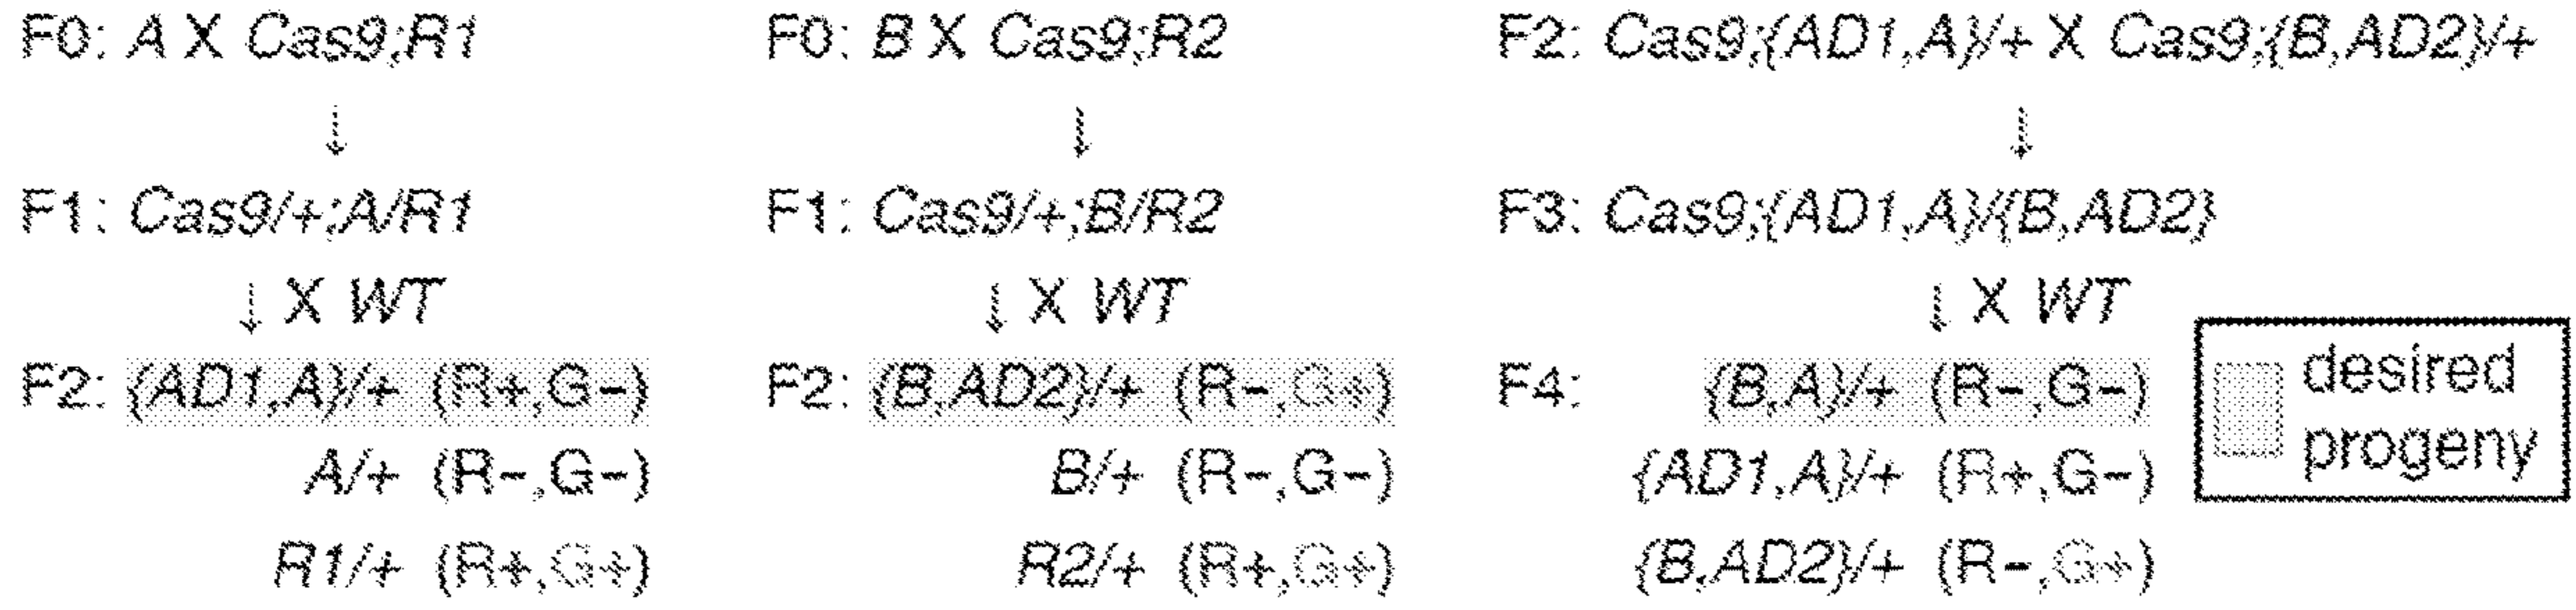 F0: A X Cas9;R1
↓
F1: Cas9/+;A/R1
↓ X WT
F2: {AD1,A}/+ (R+,G−)
A/+ (R−,G−)
R1/+ (R+,G+)
F0: B X Cas9;R2
↓
F1: Cas9/+;B/R2
↓ X WT
F2: {B,AD2}/+ (R−,G+)
B/+ (R−,G−)
R2/+ (R+,G+)
F2: Cas9;{AD1,A}/+ X Cas9;{B,AD2}/+
↓
F3: Cas9;{AD1,A}/{B,AD2}
↓ X WT
F4: {B,A}/+ (R−,G−)
{AD1,A}/+ (R+,G−)
{B,AD2}/+ (R−,G+)
desired
progeny